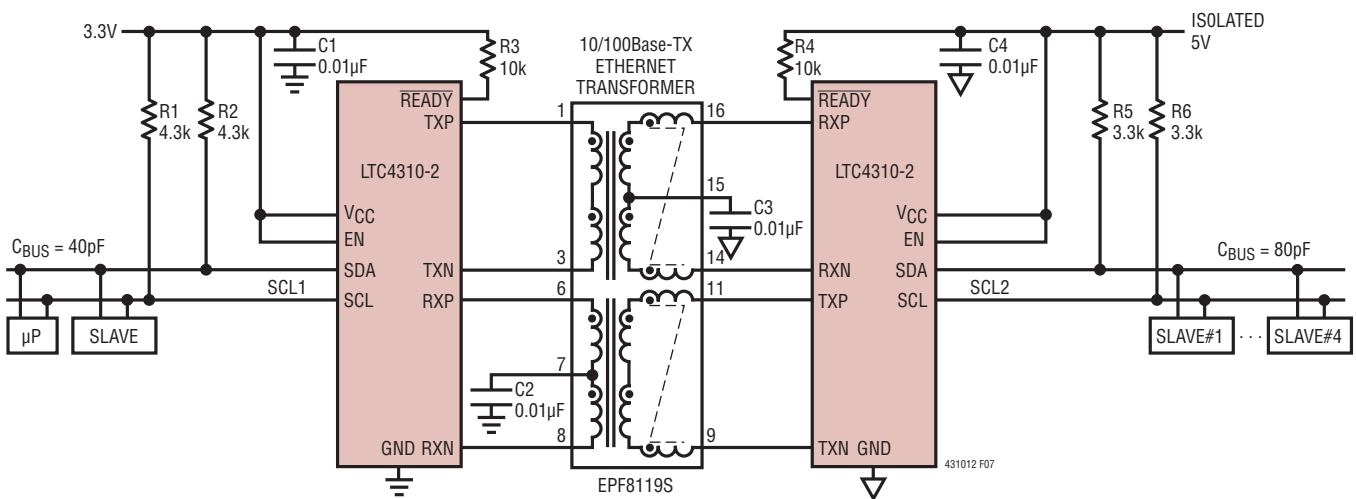 3.3V
C1
0.01µF
R3
10k
R1
4.3k
R2
4.3k
READY
TXP
LTC4310-2
VCC
EN
SDA
SCL
TXN
RXP
GND RXN
CBUS = 40pF
SCL1
µP
SLAVE
10/100Base-TX
ETHERNET
TRANSFORMER
1
3
6
7
8
16
15
14
11
9
C2
0.01µF
C3
0.01µF
EPF8119S
R4
10k
C4
0.01µF
ISOLATED
5V
READY
RXP
LTC4310-2
VCC
EN
SDA
SCL
RXN
TXP
TXN GND
R5
3.3k
R6
3.3k
CBUS = 80pF
SCL2
SLAVE#1 · · · SLAVE#4
431012 F07